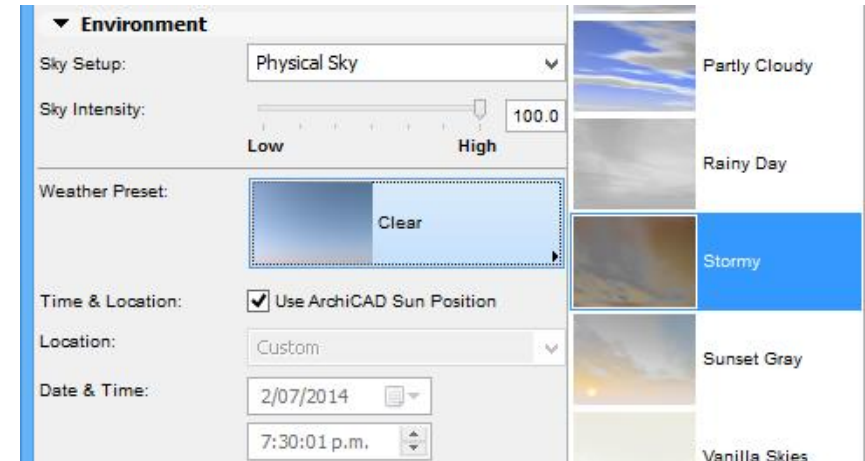 Environment
Sky Setup:
Physical Sky
Sky Intensity:
100.0
Low
High
Weather Preset:
Clear
Time & Location:
Use ArchiCAD Sun Position
Location:
Custom
Date & Time:
2/07/2014
7:30:01 p.m.
Partly Cloudy
Rainy Day
Stormy
Sunset Gray
Vanilla Skies